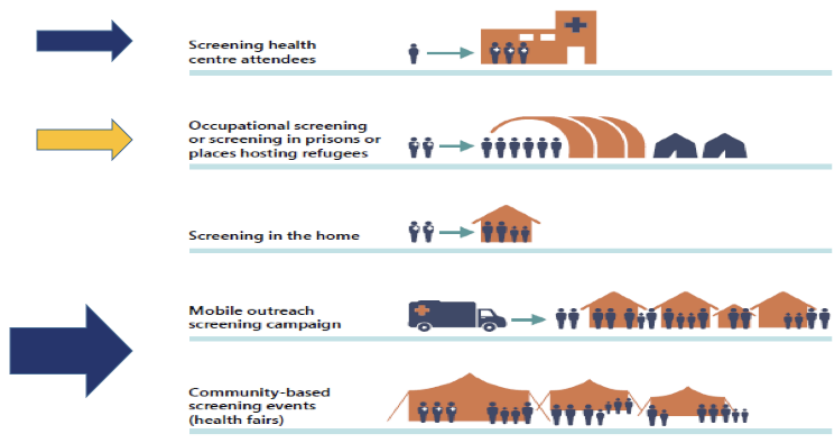 Screening health
centre attendees
Occupational screening
or screening in prisons or
places hosting refugees
Screening in the home
Mobile outreach
screening campaign
Community-based
screening events
(health fairs)